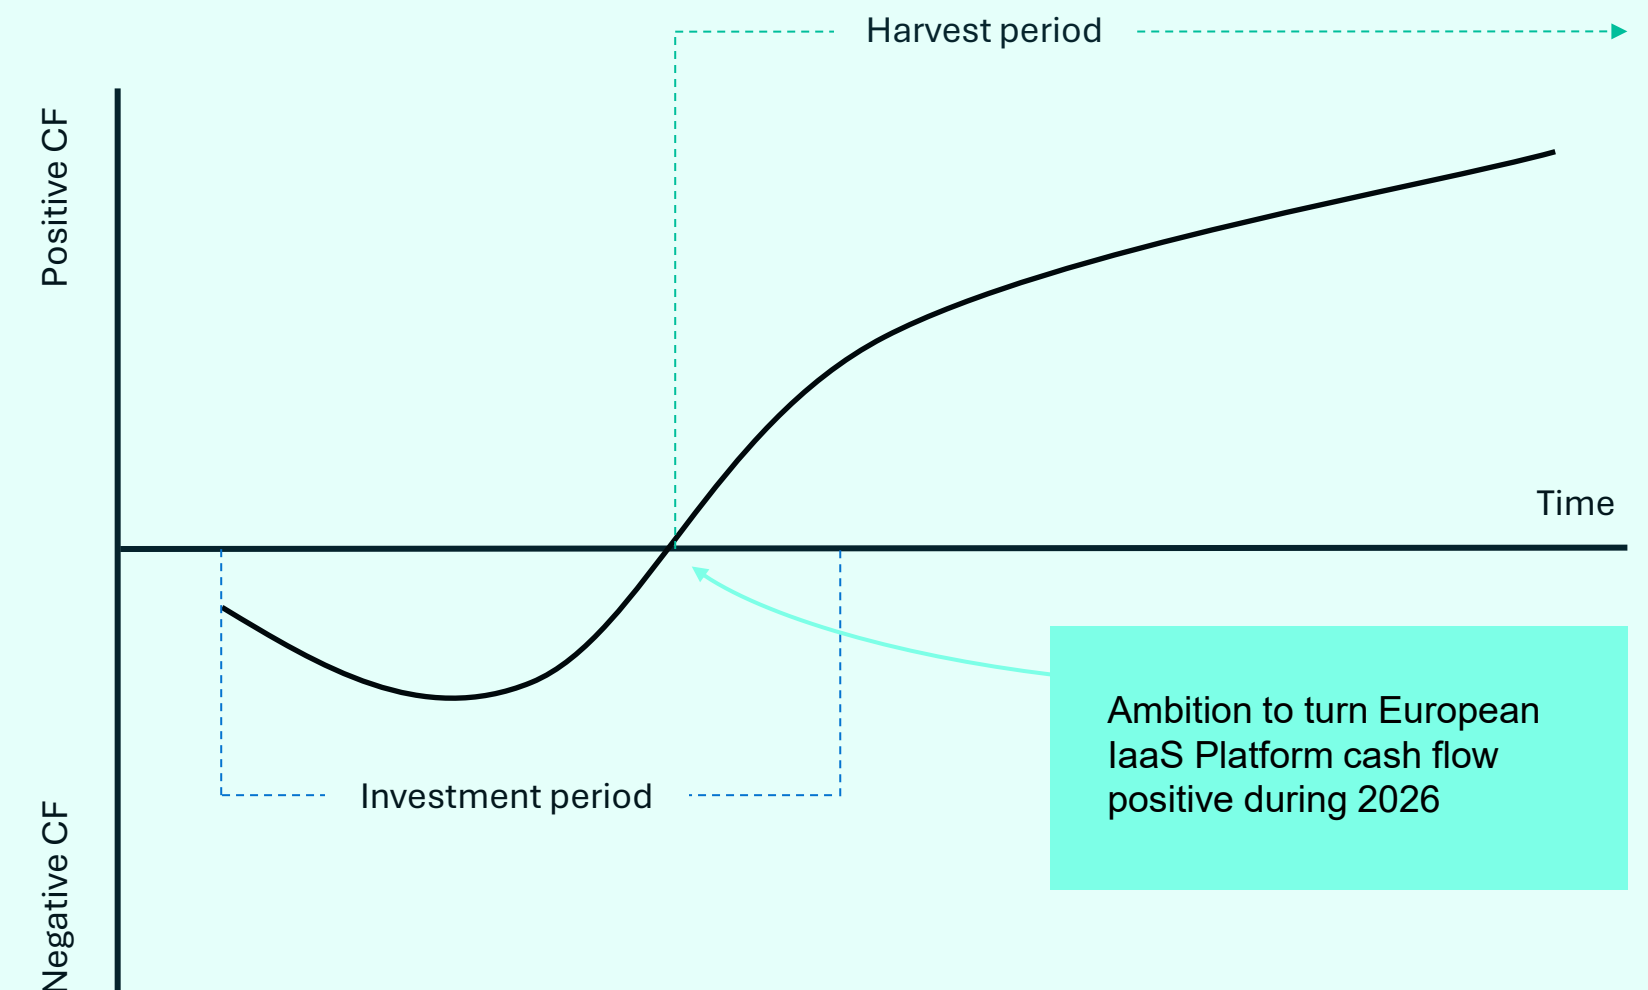 Harvest period
Positive CF
Time
Ambition to turn European
IaaS Platform cash flow
positive during 2026
Investment period
Negative CF